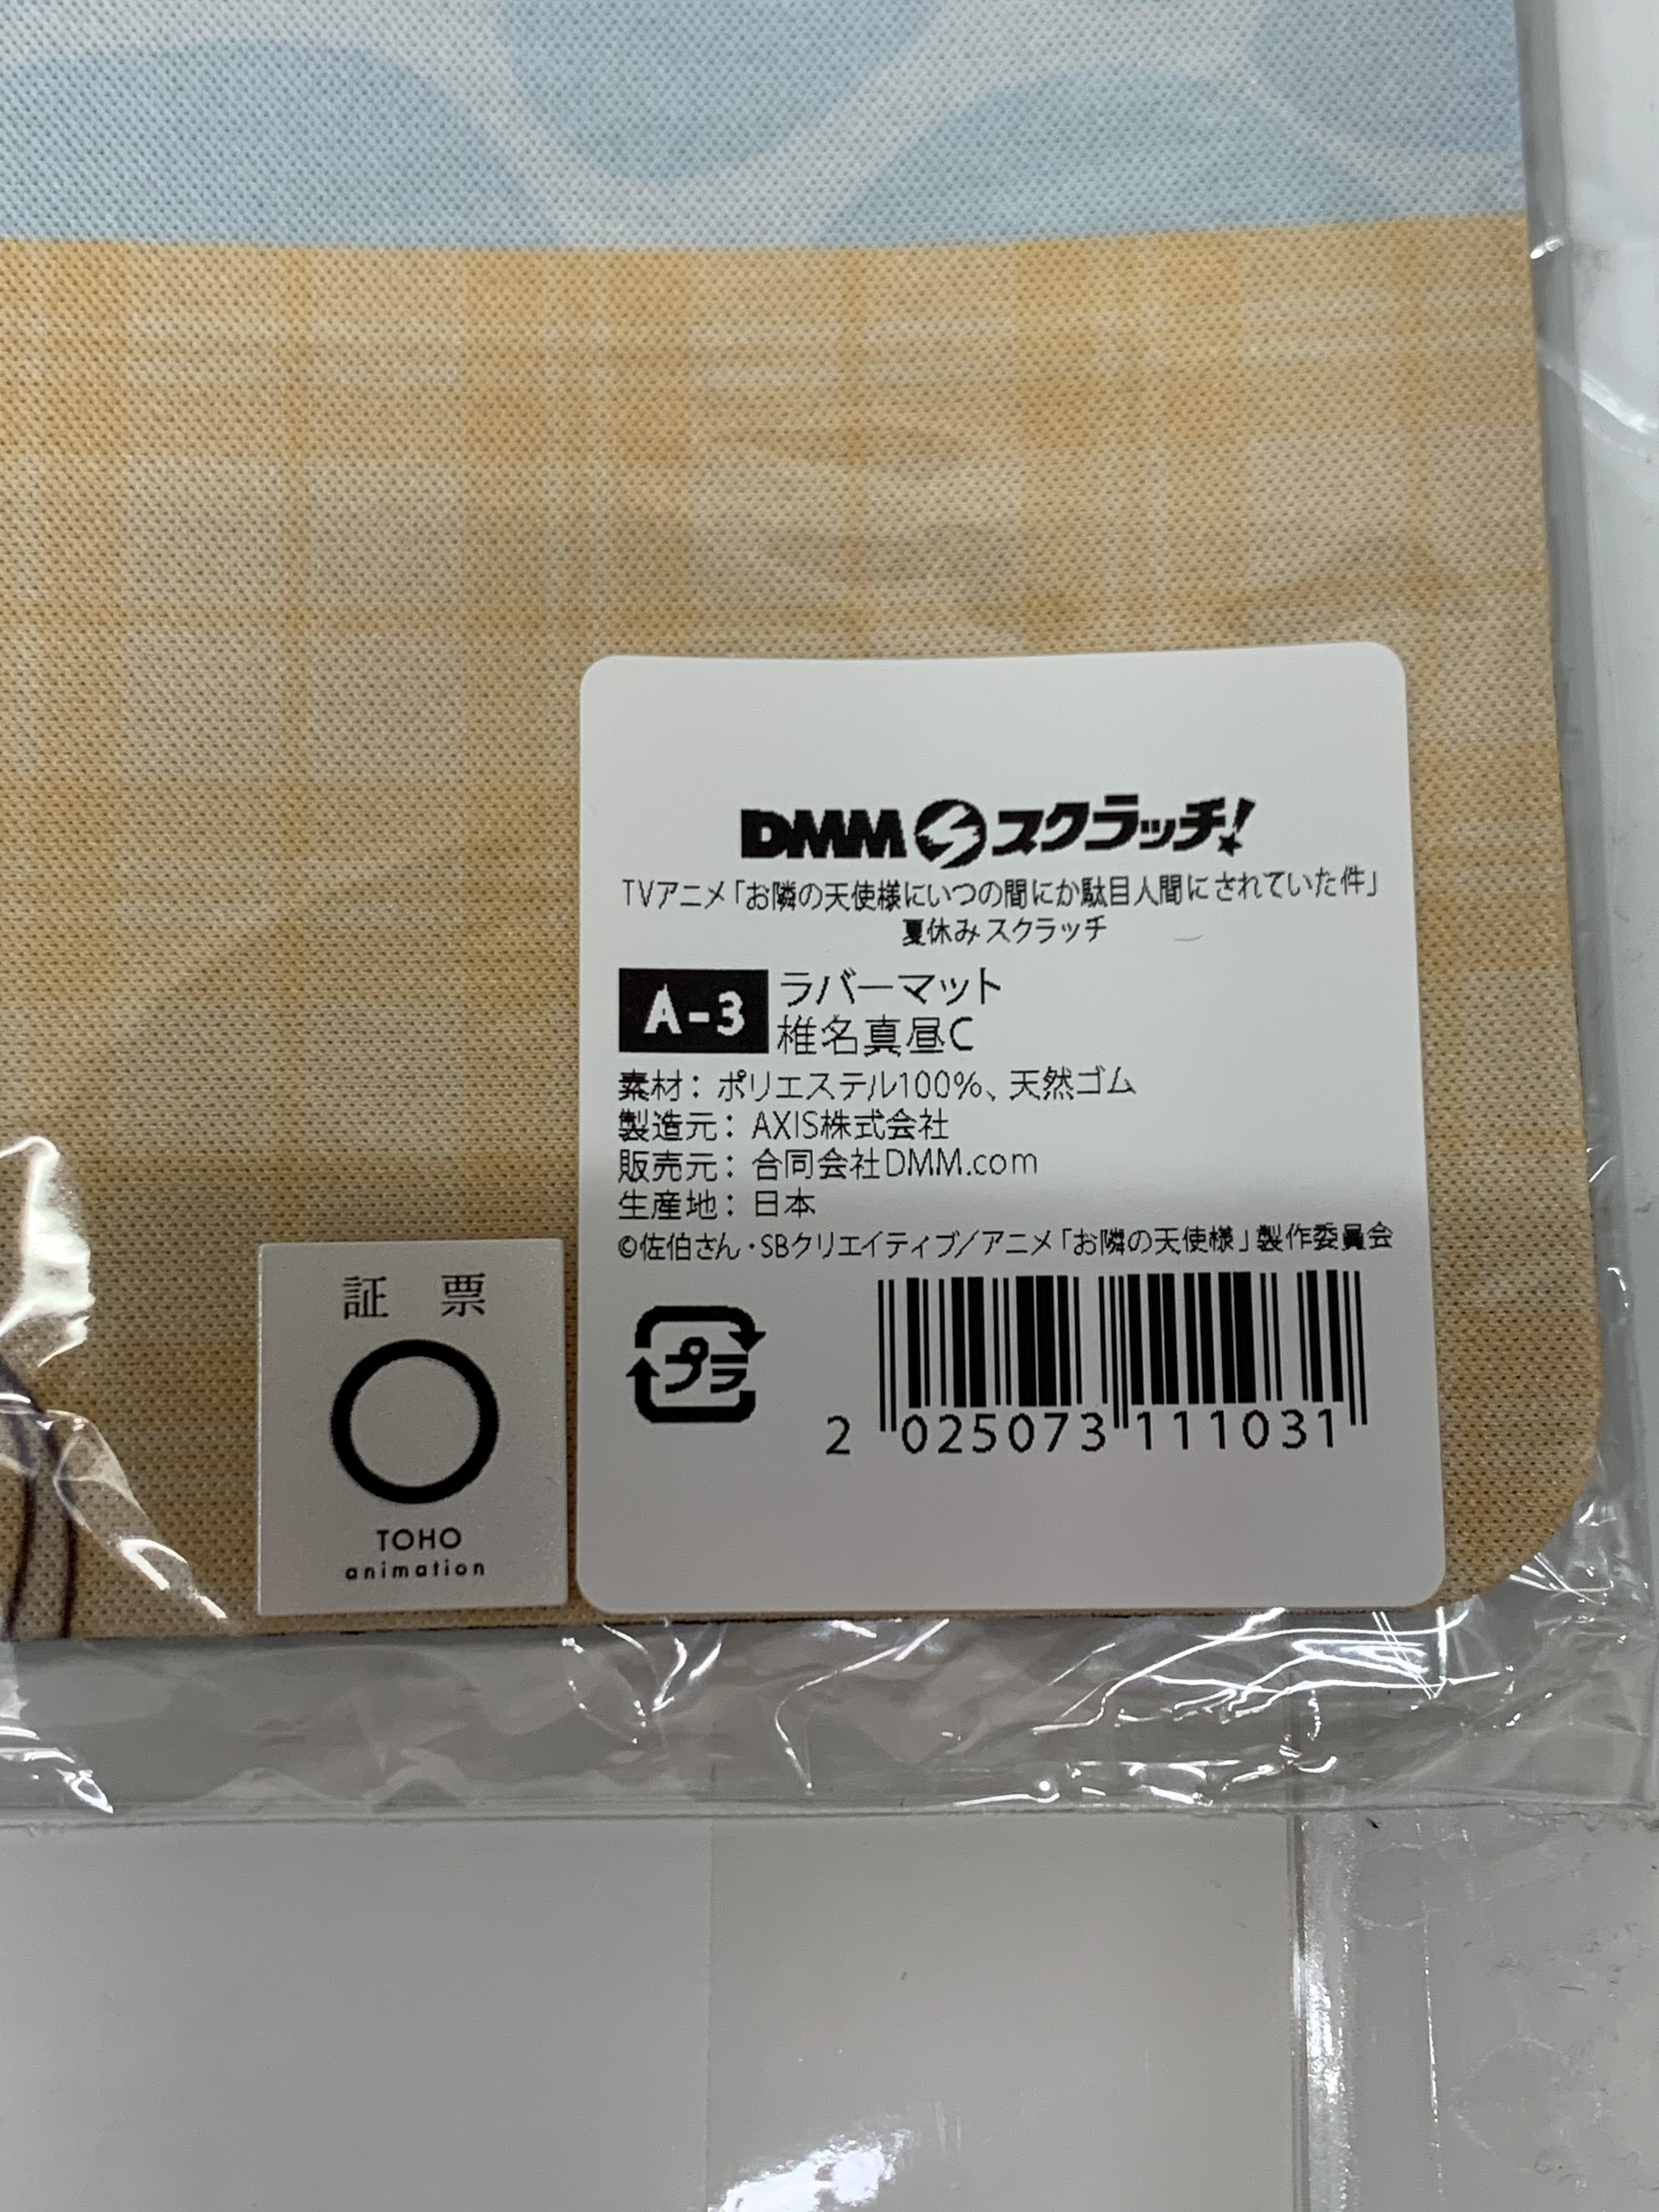 DMMスクラッチ!
TVアニメ「お隣の天使様にいつの間にか駄目人間にされていた件」
夏休み スクラッチ
A-3
ラバーマット
椎名真昼C
素材：ポリエステル100%、天然ゴム
製造元：AXIS株式会社
販売元：合同会社DMM.com
生産地：日本
©佐伯さん・SBクリエイティブ/アニメ「お隣の天使様」製作委員会
プラ
2 025073 111031
証 票
TOHO
animation